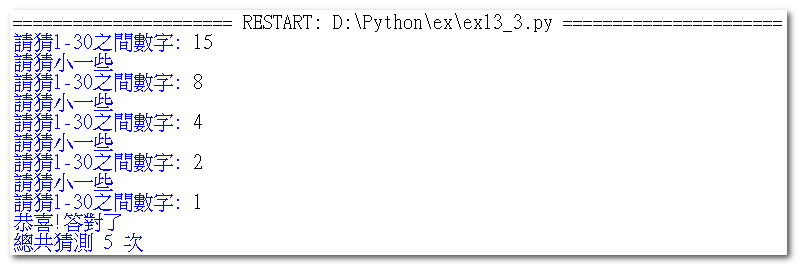 ====================== RESTART: D:\Python\ex\ex13_3.py ======================
請猜1-30之間數字: 15
請猜小一些
請猜1-30之間數字: 8
請猜小一些
請猜1-30之間數字: 4
請猜小一些
請猜1-30之間數字: 2
請猜小一些
請猜1-30之間數字: 1
恭喜!答對了
總共猜測 5 次